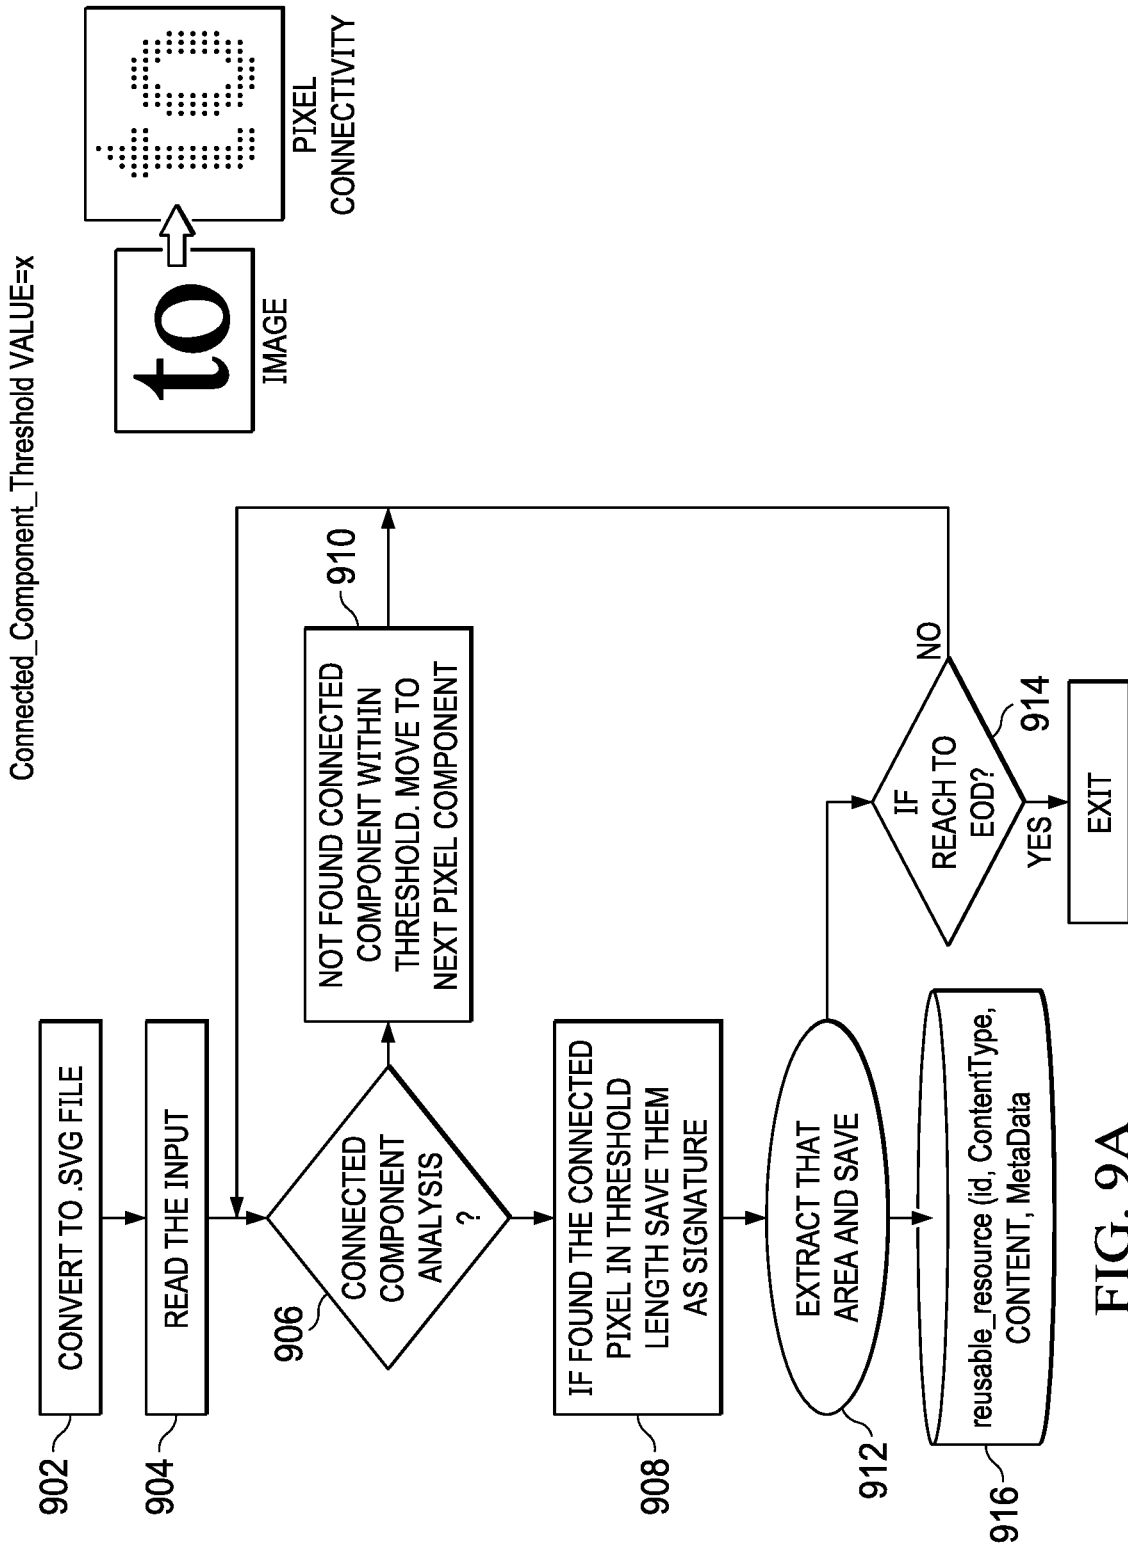 Connected_Component_Threshold VALUE=x
to
IMAGE
PIXEL
CONNECTIVITY
902
CONVERT TO .SVG FILE
904
READ THE INPUT
906
CONNECTED
COMPONENT
ANALYSIS
?
910
NOT FOUND CONNECTED
COMPONENT WITHIN
THRESHOLD. MOVE TO
NEXT PIXEL COMPONENT
908
IF FOUND THE CONNECTED
PIXEL IN THRESHOLD
LENGTH SAVE THEM
AS SIGNATURE
912
EXTRACT THAT
AREA AND SAVE
914
IF
REACH TO
EOD?
NO
YES
EXIT
916
reusable_resource (id, ContentType,
CONTENT, MetaData
FIG. 9A